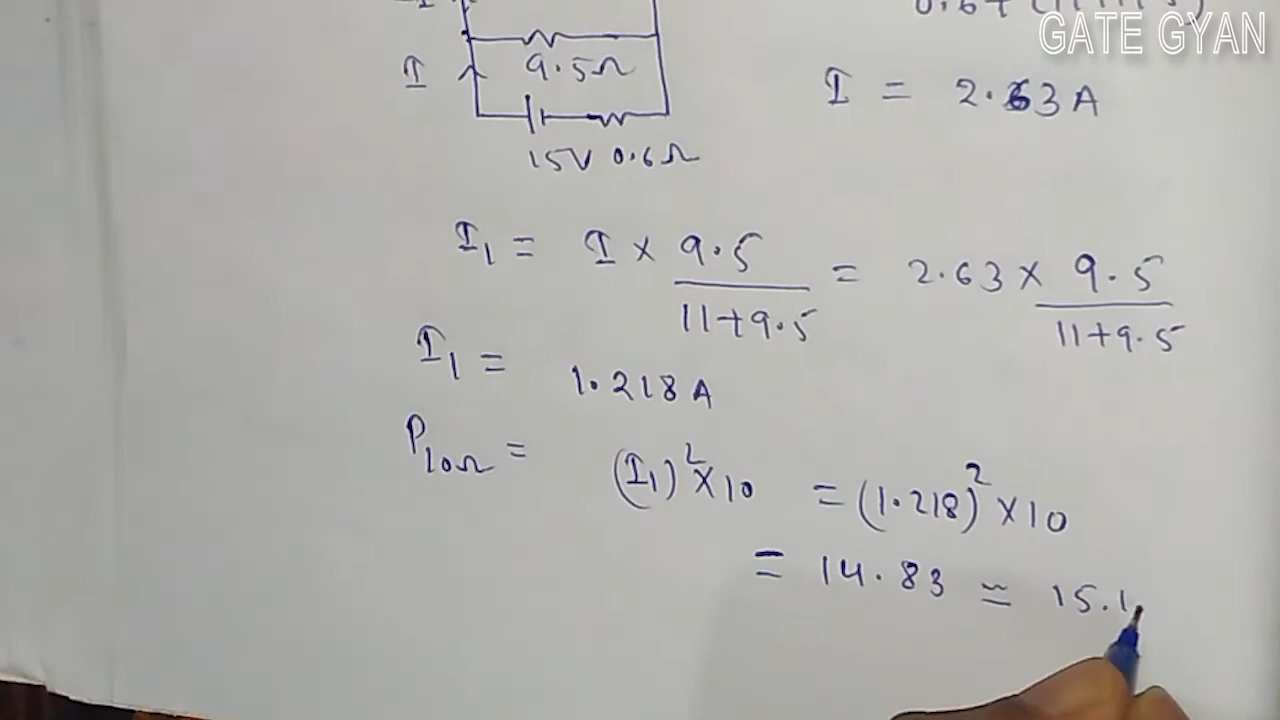 GATE GYAN
I 9.5Ω I = 2.63 A
15V 0.6Ω
I₁ = I × 9.5 / 11+9.5 = 2.63 × 9.5 / 11+9.5
I₁ = 1.218 A
P₁₀Ω = (I₁)² × 10 = (1.218)² × 10
= 14.83 ≃ 15.1